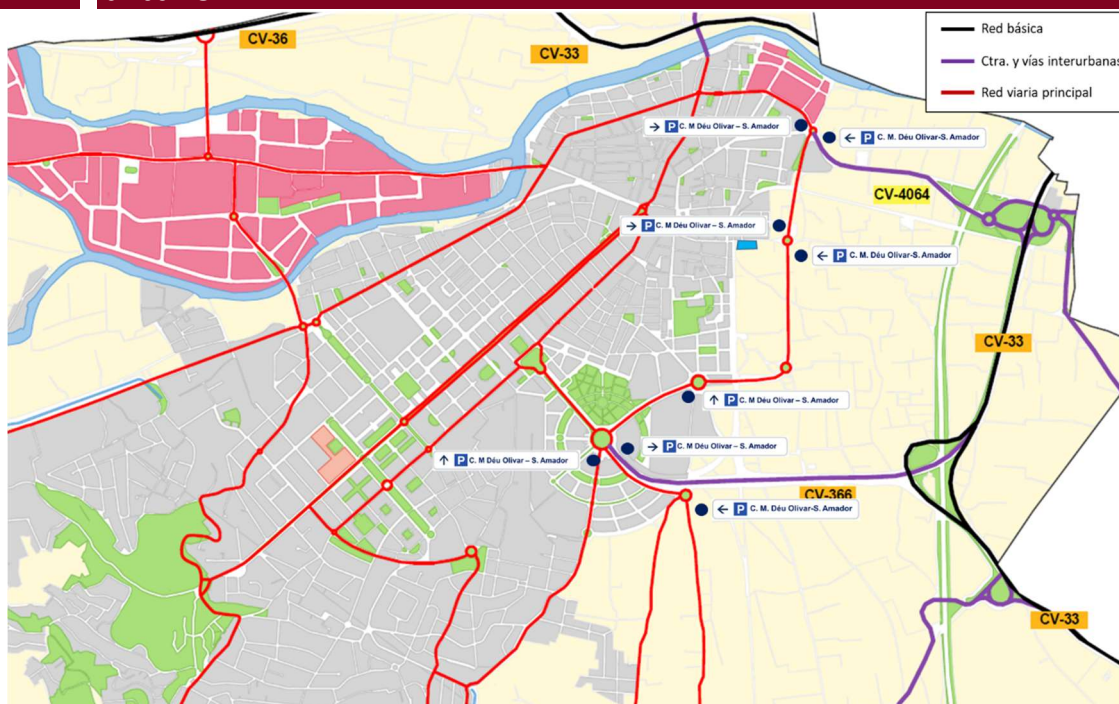 Red básica
Ctra. y vías interurbanas
Red viaria principal
CV-36
CV-33
→ P C. M Déu Olivar – S. Amador
← P C. M. Déu Olivar-S. Amador
CV-4064
→ P C. M Déu Olivar – S. Amador
← P C. M. Déu Olivar-S. Amador
CV-33
↑ P C. M Déu Olivar – S. Amador
→ P C. M Déu Olivar – S. Amador
↑ P C. M Déu Olivar – S. Amador
CV-366
← P C. M. Déu Olivar-S. Amador
CV-33